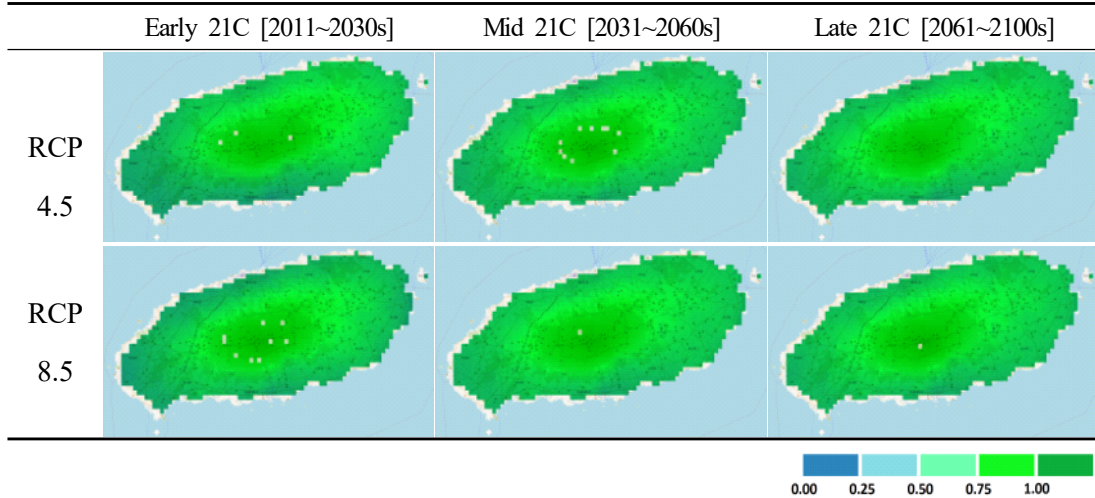 Early 21C [2011~2030s] Mid 21C [2031~2060s] Late 21C [2061~2100s]
RCP
4.5
RCP
8.5
0.00 0.25 0.50 0.75 1.00